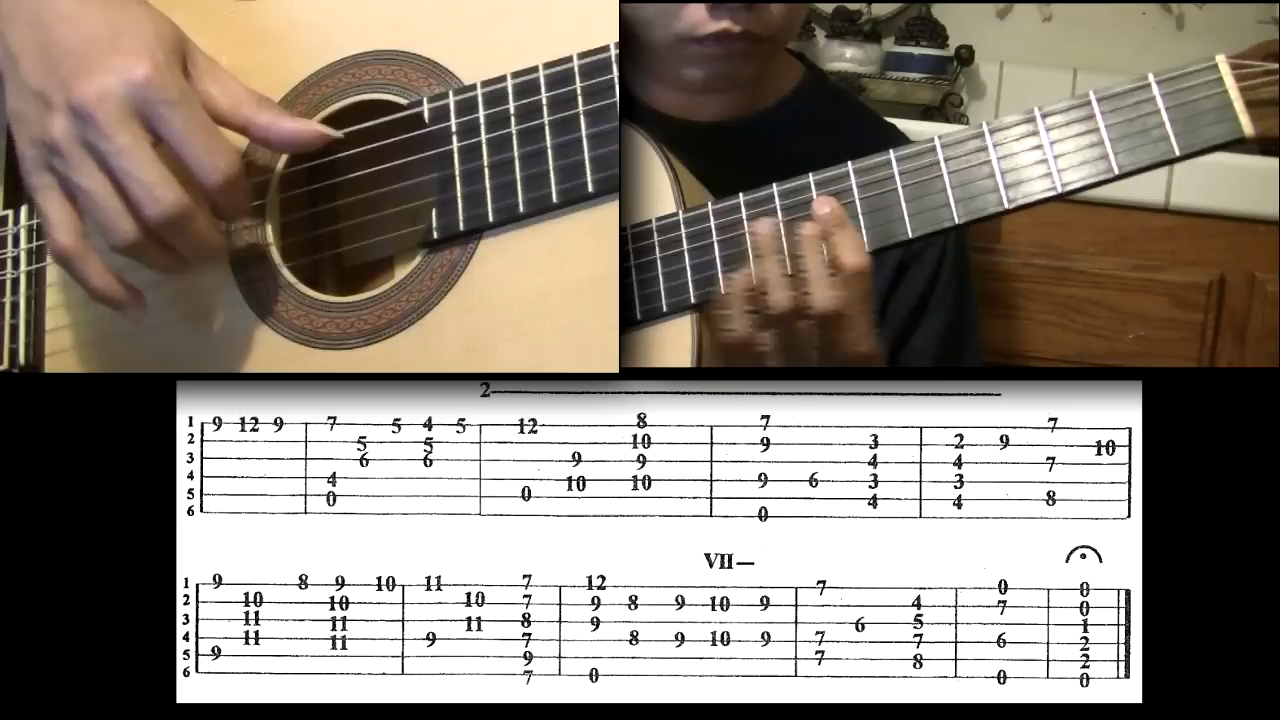 2
1 9 12 9 7 5 4 5 12 8 7 7
2 5 5 10 9 3 2 9 10
3 6 6 9 9 4 4 7
4 4 10 10 9 6 3 3
5 0 0 4 4 8
6 0
VII—
1 9 8 9 10 11 7 12 7 0 0
2 10 10 10 7 9 8 9 10 9 4 7 0
3 11 11 11 8 9 6 5 1
4 11 11 9 7 8 9 10 9 7 7 6 2
5 9 9 7 8 2
6 7 0 0 0